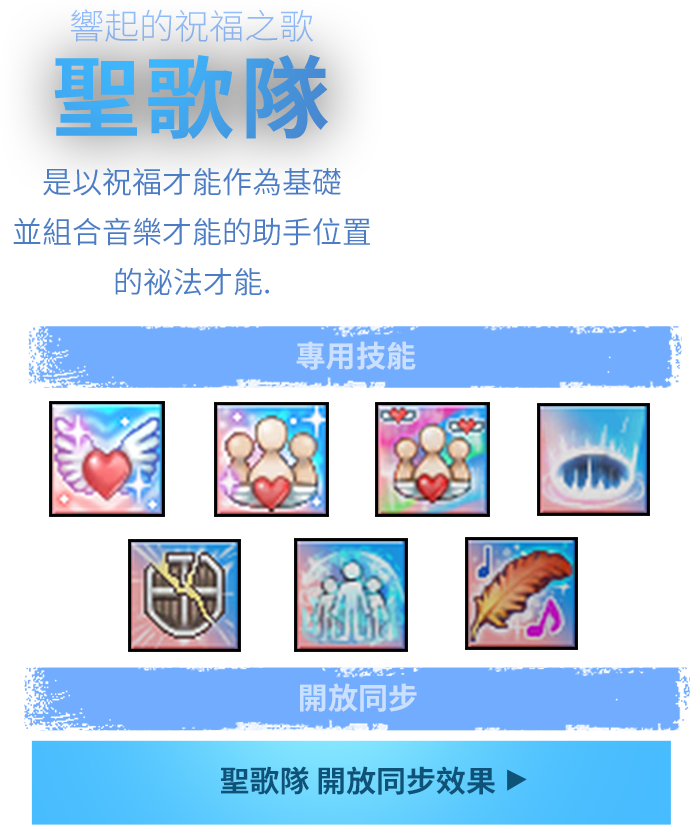 響起的祝福之歌
聖歌隊
是以祝福才能作為基礎
並組合音樂才能的助手位置
的祕法才能.
專用技能
開放同步
聖歌隊 開放同步效果 ▶